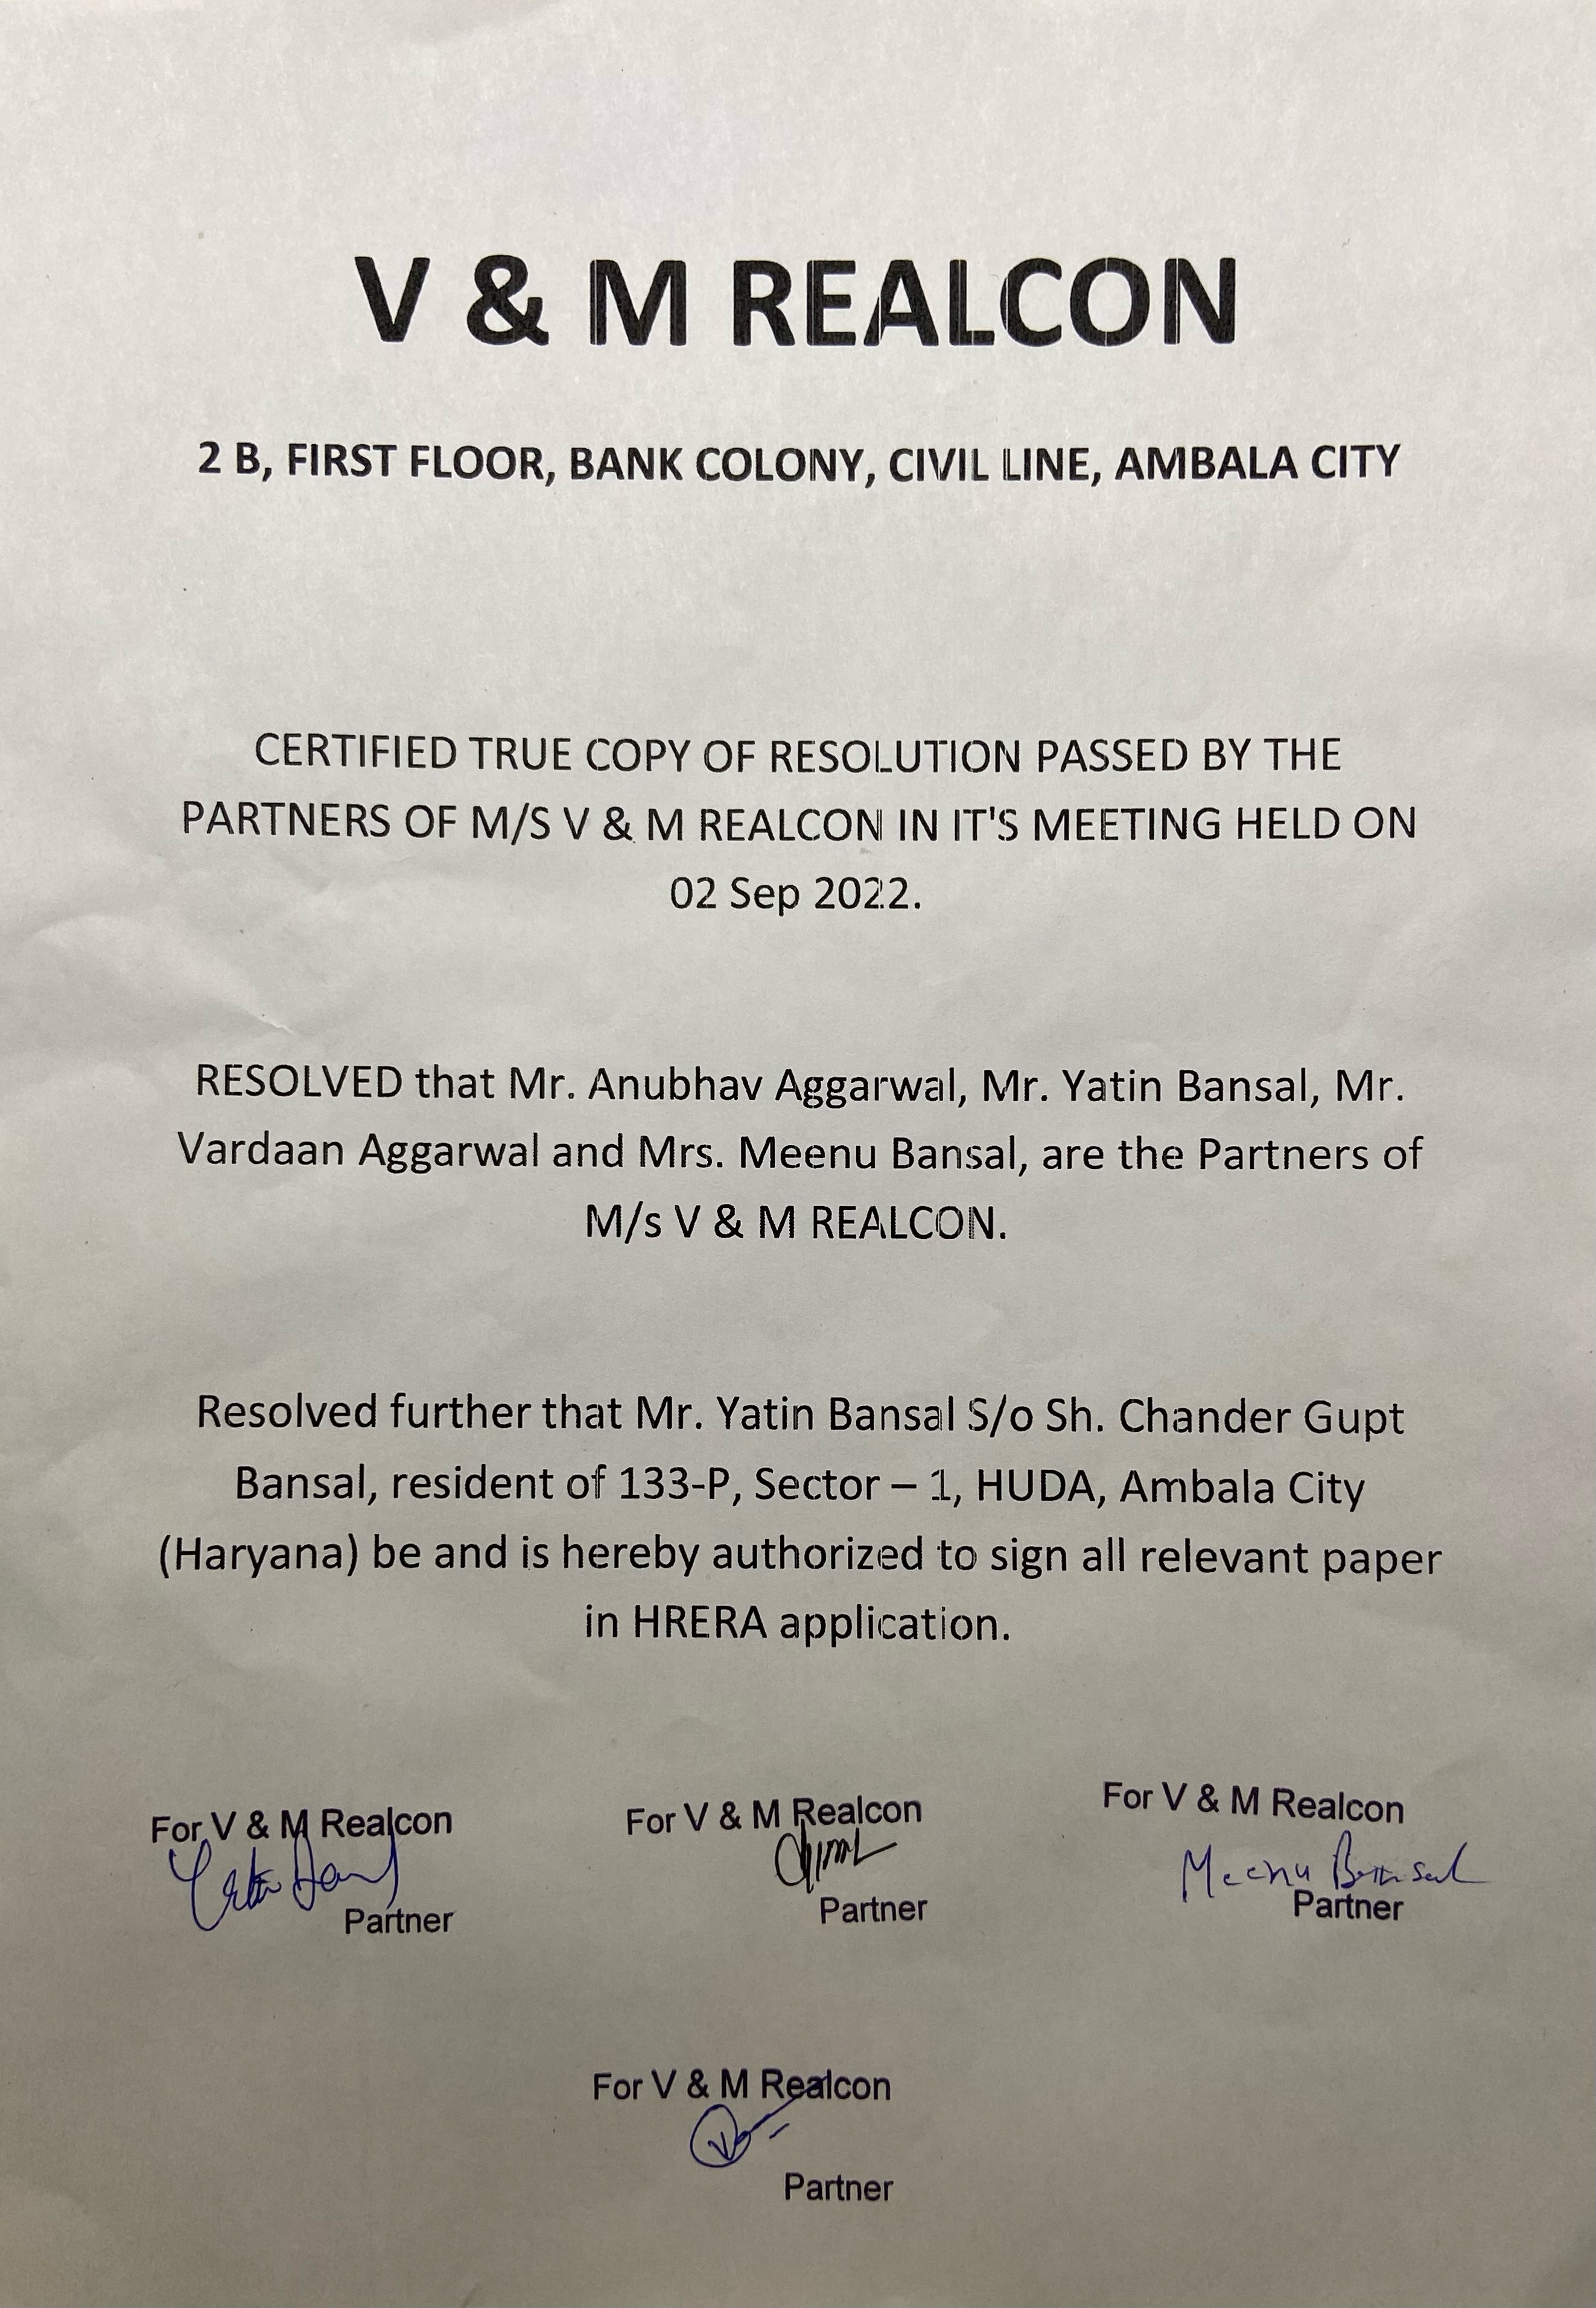 V & M REALCON
2 B, FIRST FLOOR, BANK COLONY, CIVIL LINE, AMBALA CITY
CERTIFIED TRUE COPY OF RESOLUTION PASSED BY THE
PARTNERS OF M/S V & M REALCON IN IT'S MEETING HELD ON
02 Sep 2022.
RESOLVED that Mr. Anubhav Aggarwal, Mr. Yatin Bansal, Mr.
Vardaan Aggarwal and Mrs. Meenu Bansal, are the Partners of
M/s V & M REALCON.
Resolved further that Mr. Yatin Bansal S/o Sh. Chander Gupt
Bansal, resident of 133-P, Sector – 1, HUDA, Ambala City
(Haryana) be and is hereby authorized to sign all relevant paper
in HRERA application.
For V & M Realcon
Partner
For V & M Realcon
Partner
For V & M Realcon
Meenu Bansal
Partner
For V & M Realcon
Partner